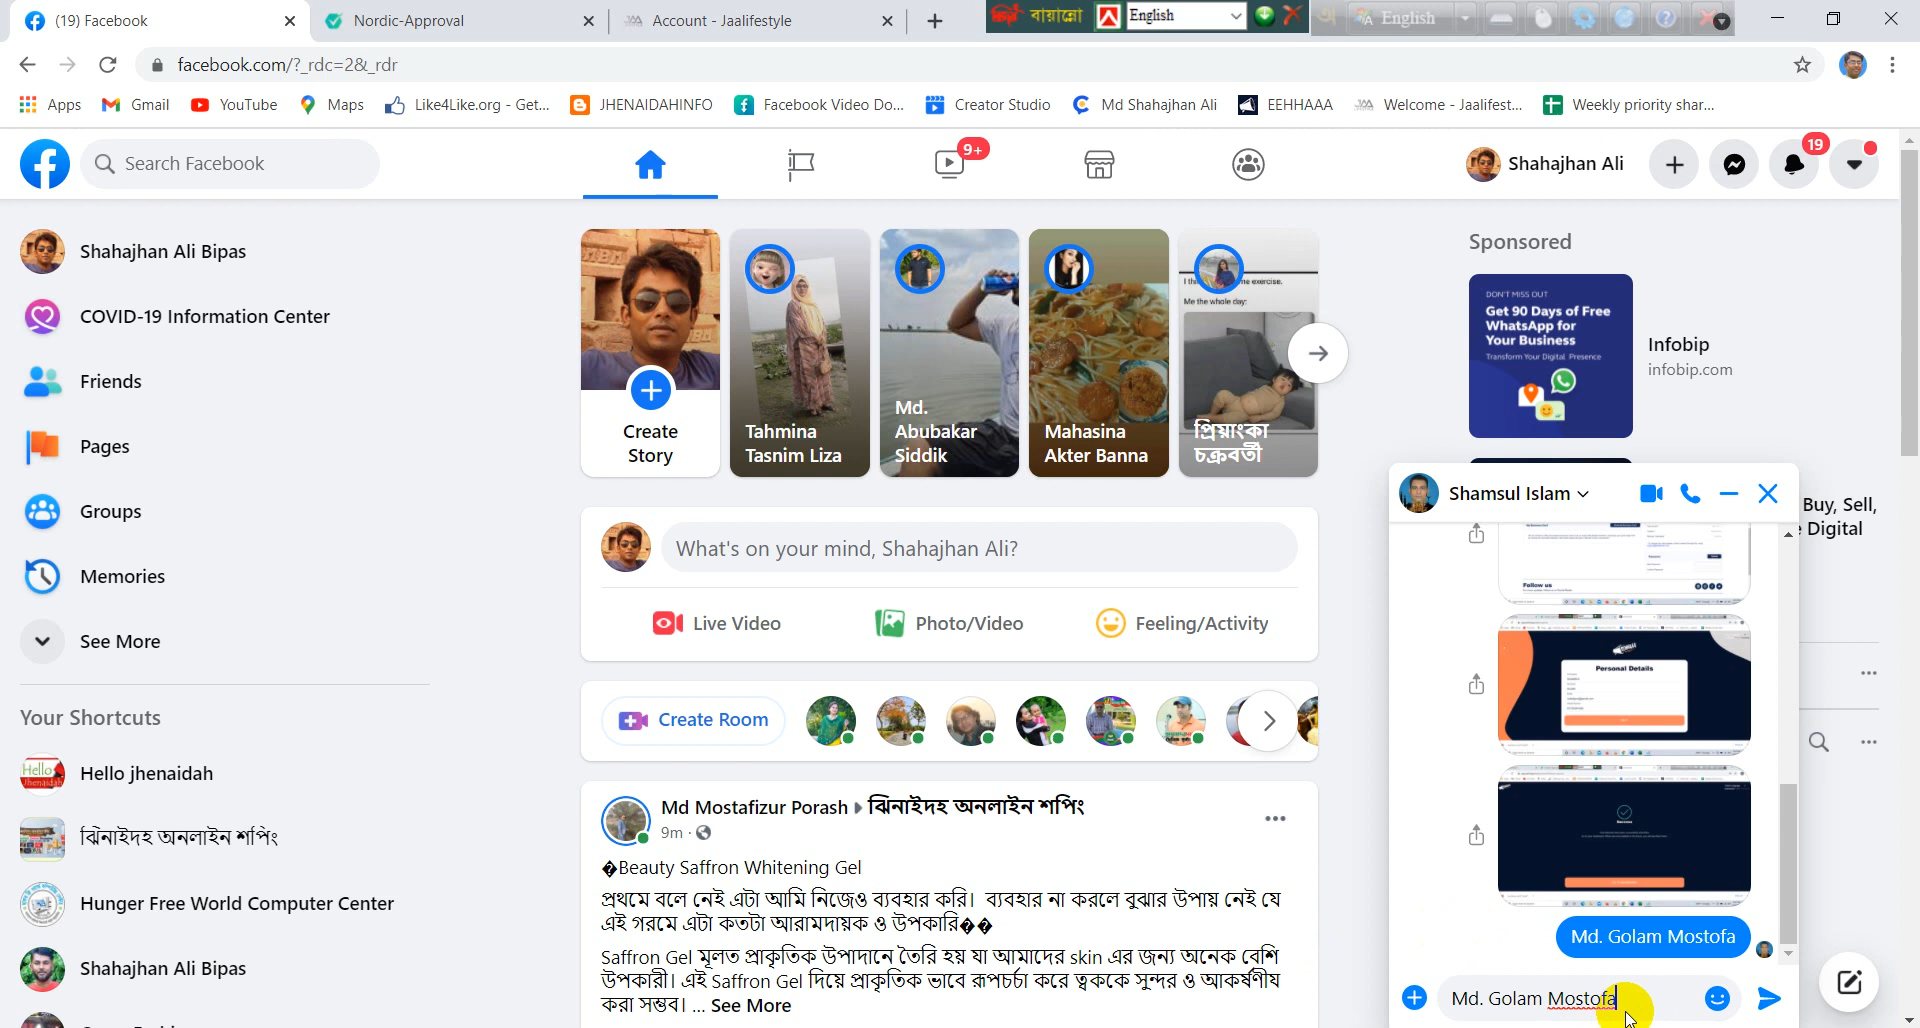 (19) Facebook
Nordic-Approval
Account - Jaalifestyle
English
English
facebook.com/?_rdc=2&_rdr
Apps
Gmail
YouTube
Maps
Like4Like.org - Get...
JHENAIDAHINFO
Facebook Video Do...
Creator Studio
Md Shahajhan Ali
EEHHAAA
Welcome - Jaalifest...
Weekly priority shar...
Search Facebook
9+
Shahajhan Ali
19
Shahajhan Ali Bipas
COVID-19 Information Center
Friends
Pages
Groups
Memories
See More
Your Shortcuts
Hello jhenaidah
ঝিনাইদহ অনলাইন শপিং
Hunger Free World Computer Center
Shahajhan Ali Bipas
Create
Story
Tahmina
Tasnim Liza
Md.
Abubakar
Siddik
Mahasina
Akter Banna
Me the whole day:
প্রিয়াংকা
চক্রবর্তী
What's on your mind, Shahajhan Ali?
Live Video
Photo/Video
Feeling/Activity
Create Room
Md Mostafizur Porash ▸ ঝিনাইদহ অনলাইন শপিং
9m ·
�Beauty Saffron Whitening Gel
প্রথমে বলে নেই এটা আমি নিজেও ব্যবহার করি। ব্যবহার না করলে বুঝার উপায় নেই যে
এই গরমে এটা কতটা আরামদায়ক ও উপকারি��
Saffron Gel মূলত প্রাকৃতিক উপাদানে তৈরি হয় যা আমাদের skin এর জন্য অনেক বেশি
উপকারী। এই Saffron Gel দিয়ে প্রাকৃতিক ভাবে রূপচর্চা করে ত্বককে সুন্দর ও আকর্ষণীয়
করা সম্ভব। ... See More
Sponsored
DON'T MISS OUT
Get 90 Days of Free
WhatsApp for
Your Business
Transform Your Digital Presence
Infobip
infobip.com
Buy, Sell,
Digital
Shamsul Islam
Follow us
Personal Details
Success
Md. Golam Mostofa
Md. Golam Mostofa